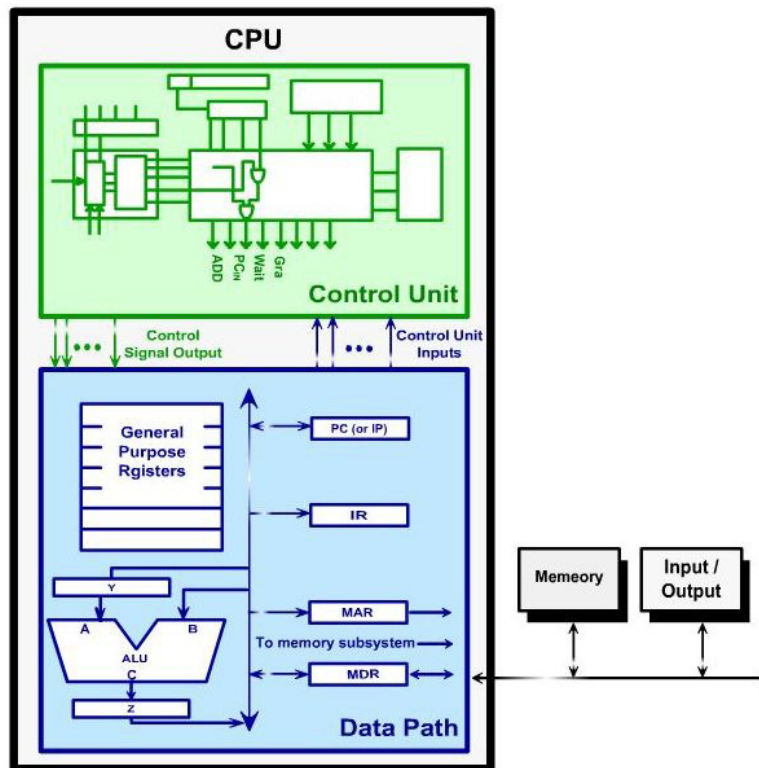 CPU
ADD
PCIN
Wait
Gra
Control Unit
Control
Signal Output
Control Unit
Inputs
General
Purpose
Rgisters
PC (or IP)
IR
Y
A
B
ALU
C
Z
MAR
To memory subsystem
MDR
Data Path
Memeory
Input /
Output